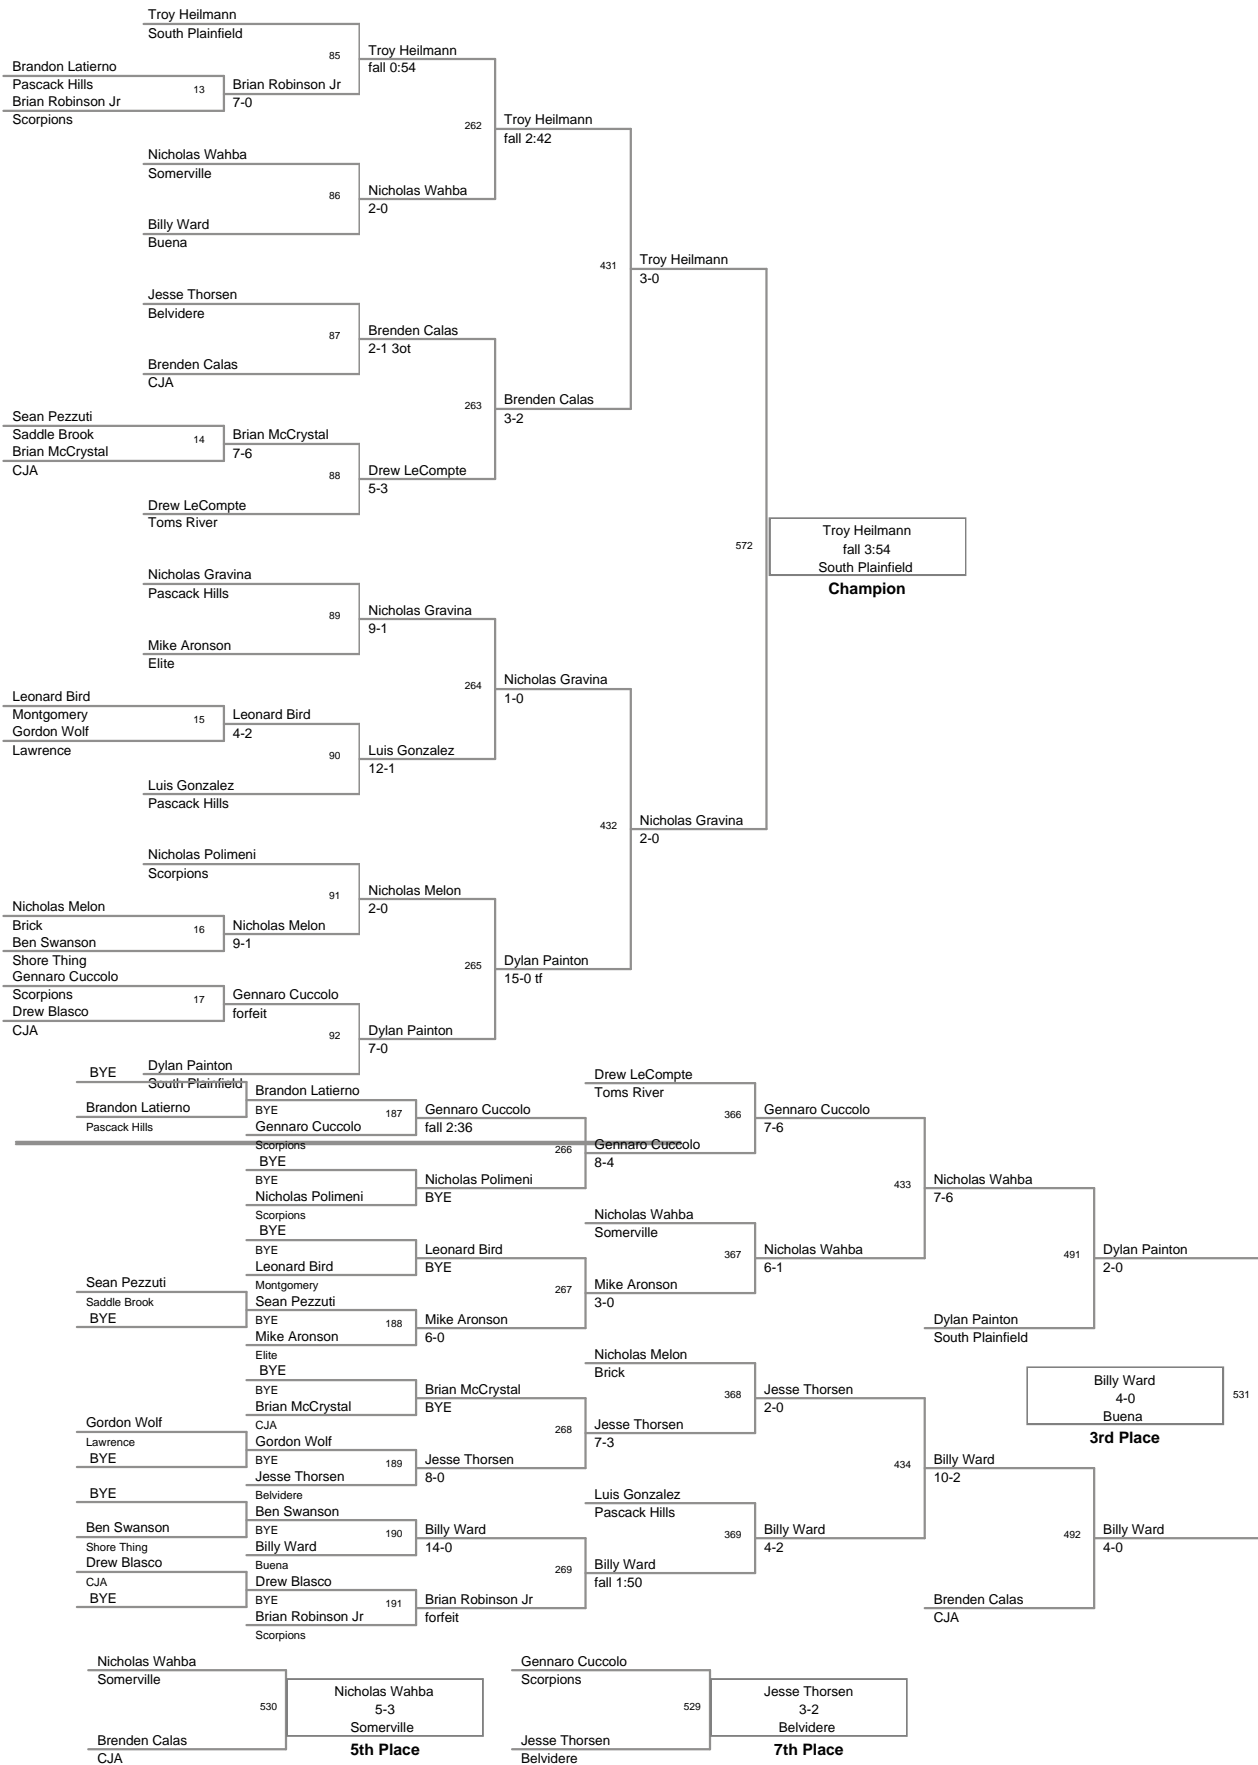 Troy Heilmann
South Plainfield
85
Troy Heilmann
fall 0:54
Brandon Latierno
Pascack Hills
13
Brian Robinson Jr
Brian Robinson Jr
7-0
Scorpions
262
Troy Heilmann
fall 2:42
Nicholas Wahba
Somerville
86
Nicholas Wahba
2-0
Billy Ward
Buena
431
Troy Heilmann
3-0
Jesse Thorsen
Belvidere
87
Brenden Calas
2-1 3ot
Brenden Calas
CJA
263
Brenden Calas
3-2
Sean Pezzuti
Saddle Brook
14
Brian McCrystal
Brian McCrystal
7-6
CJA
88
Drew LeCompte
5-3
Drew LeCompte
Toms River
572
Troy Heilmann
fall 3:54
South Plainfield
Champion
Nicholas Gravina
Pascack Hills
89
Nicholas Gravina
9-1
Mike Aronson
Elite
264
Nicholas Gravina
1-0
Leonard Bird
Montgomery
15
Leonard Bird
Gordon Wolf
4-2
Lawrence
90
Luis Gonzalez
12-1
Luis Gonzalez
Pascack Hills
432
Nicholas Gravina
2-0
Nicholas Polimeni
Scorpions
91
Nicholas Melon
2-0
Nicholas Melon
Brick
16
Nicholas Melon
Ben Swanson
9-1
Shore Thing
265
Dylan Painton
15-0 tf
Gennaro Cuccolo
Scorpions
17
Gennaro Cuccolo
Drew Blasco
forfeit
CJA
92
Dylan Painton
7-0
Dylan Painton
South Plainfield
BYE
Brandon Latierno
Pascack Hills
Brandon Latierno
BYE
187
Gennaro Cuccolo
Scorpions
Gennaro Cuccolo
fall 2:36
266
Gennaro Cuccolo
8-4
Drew LeCompte
Toms River
366
Gennaro Cuccolo
7-6
BYE
BYE
Nicholas Polimeni
Scorpions
Nicholas Polimeni
BYE
433
Nicholas Wahba
7-6
Nicholas Wahba
Somerville
367
Nicholas Wahba
6-1
BYE
BYE
Leonard Bird
Montgomery
Leonard Bird
BYE
267
Mike Aronson
3-0
Sean Pezzuti
Saddle Brook
BYE
Sean Pezzuti
BYE
188
Mike Aronson
Elite
Mike Aronson
6-0
491
Dylan Painton
2-0
Dylan Painton
South Plainfield
Nicholas Melon
Brick
368
Jesse Thorsen
2-0
BYE
BYE
Brian McCrystal
CJA
Brian McCrystal
BYE
268
Jesse Thorsen
7-3
Billy Ward
4-0
Buena
531
3rd Place
Gordon Wolf
Lawrence
BYE
Gordon Wolf
BYE
189
Jesse Thorsen
Belvidere
Jesse Thorsen
8-0
434
Billy Ward
10-2
Luis Gonzalez
Pascack Hills
369
Billy Ward
4-2
BYE
Ben Swanson
Shore Thing
Ben Swanson
BYE
190
Billy Ward
Buena
Billy Ward
14-0
269
Billy Ward
fall 1:50
492
Billy Ward
4-0
Drew Blasco
CJA
BYE
Drew Blasco
BYE
191
Brian Robinson Jr
Scorpions
Brian Robinson Jr
forfeit
Brenden Calas
CJA
Nicholas Wahba
Somerville
530
Nicholas Wahba
5-3
Somerville
5th Place
Brenden Calas
CJA
Gennaro Cuccolo
Scorpions
529
Jesse Thorsen
3-2
Belvidere
7th Place
Jesse Thorsen
Belvidere